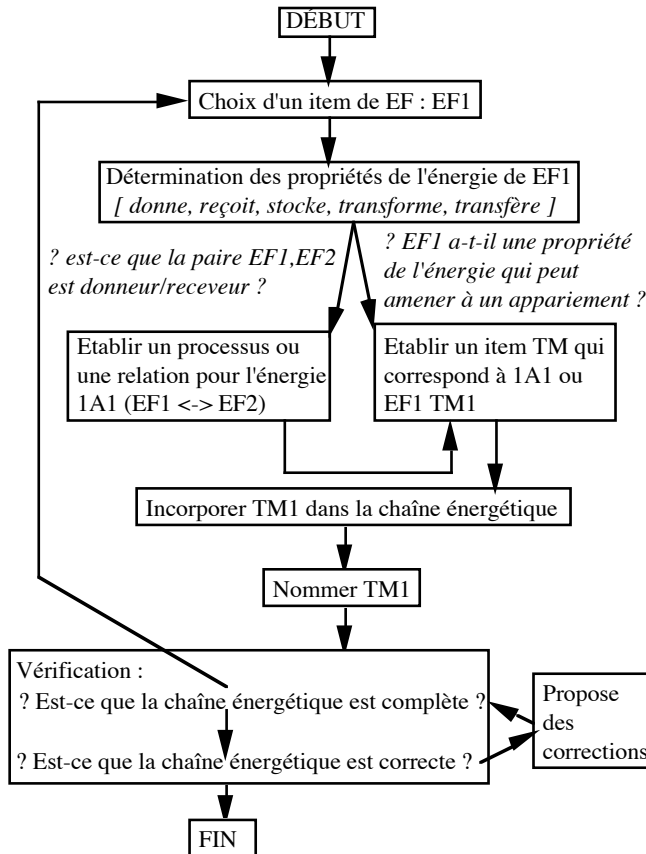 DÉBUT
Choix d'un item de EF : EF1
Détermination des propriétés de l'énergie de EF1
[ donne, reçoit, stocke, transforme, transfère ]
? est-ce que la paire EF1,EF2
est donneur/receveur ?
? EF1 a-t-il une propriété
de l'énergie qui peut
amener à un appariement ?
Etablir un processus ou
une relation pour l'énergie
1A1 (EF1 <-> EF2)
Etablir un item TM qui
correspond à 1A1 ou
EF1 TM1
Incorporer TM1 dans la chaîne énergétique
Nommer TM1
Vérification :
? Est-ce que la chaîne énergétique est complète ?
? Est-ce que la chaîne énergétique est correcte ?
Propose
des
corrections
FIN